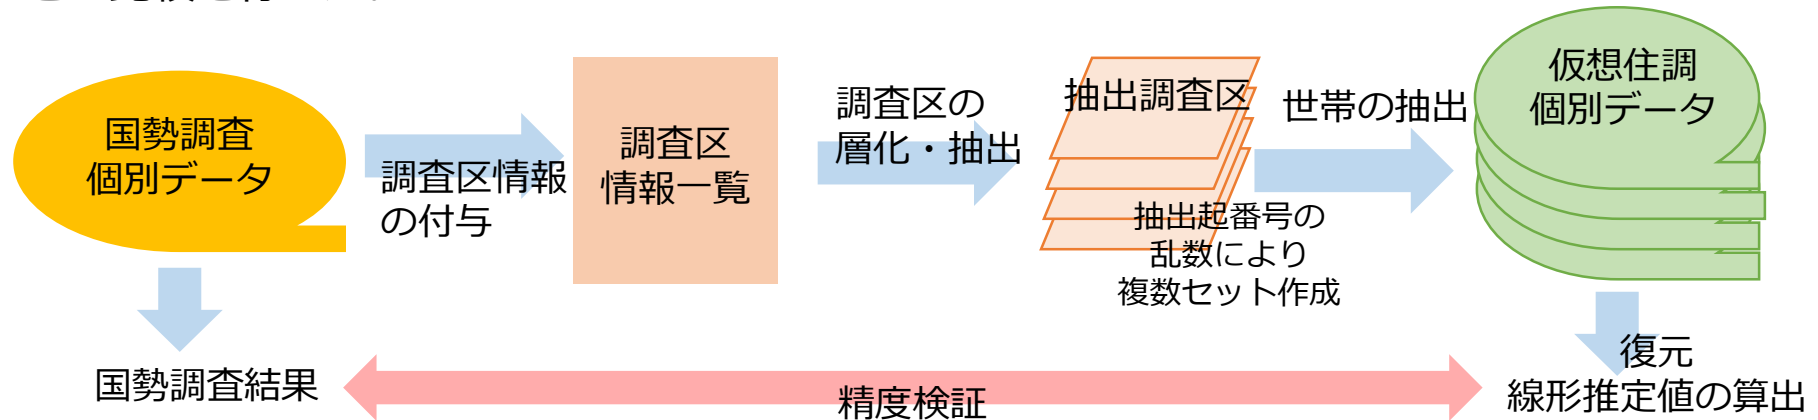 国勢調査
個別データ
調査区情報
の付与
調査区
情報一覧
調査区の
層化・抽出
抽出調査区
抽出起番号の
乱数により
複数セット作成
世帯の抽出
仮想住調
個別データ
国勢調査結果
精度検証
復元
線形推定値の算出